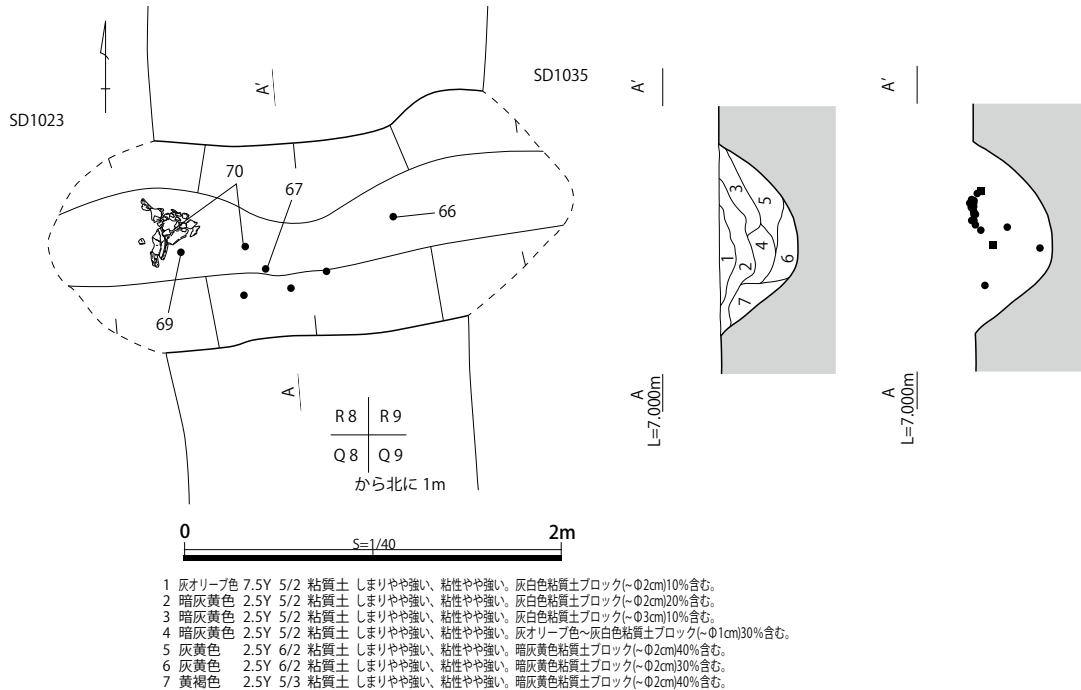 SD1023
SD1035
A'
A
70
67
66
69
R 8 R 9
Q 8 Q 9
から北に 1m
A'
1
2
3
4
5
6
7
A
L=7.000m
A'
A
L=7.000m
0 2m
S=1/40
1 灰オリーブ色 7.5Y 5/2 粘質土 しまりやや強い、粘性やや強い。灰白色粘質土ブロック(~Φ2cm)10%含む。
2 暗灰黄色 2.5Y 5/2 粘質土 しまりやや強い、粘性やや強い。灰白色粘質土ブロック(~Φ2cm)20%含む。
3 暗灰黄色 2.5Y 5/2 粘質土 しまりやや強い、粘性やや強い。灰白色粘質土ブロック(~Φ3cm)10%含む。
4 暗灰黄色 2.5Y 5/2 粘質土 しまりやや強い、粘性やや強い。灰オリーブ色～灰白色粘質土ブロック(~Φ1cm)30%含む。
5 灰黄色 2.5Y 6/2 粘質土 しまりやや強い、粘性やや強い。暗灰黄色粘質土ブロック(~Φ2cm)40%含む。
6 灰黄色 2.5Y 6/2 粘質土 しまりやや強い、粘性やや強い。暗灰黄色粘質土ブロック(~Φ2cm)30%含む。
7 黄褐色 2.5Y 5/3 粘質土 しまりやや強い、粘性やや強い。暗灰黄色粘質土ブロック(~Φ2cm)40%含む。